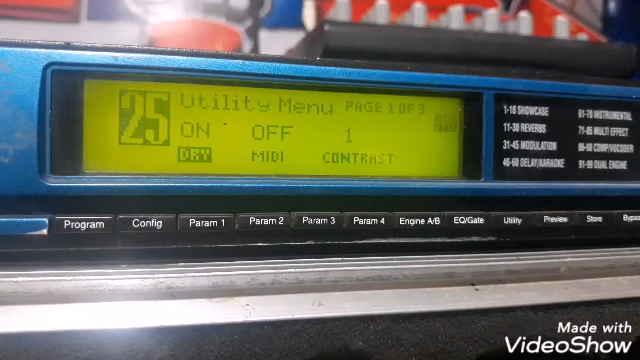 25 Utility Menu PAGE 1 OF 3
ON OFF 1
DRY MIDI CONTRAST
1-10 SHOWCASE 61-70 INSTRUMENTAL
11-30 REVERBS 71-85 MULTI EFFECT
31-45 MODULATION 86-90 COMP/VOCODER
46-60 DELAY/KARAOKE 91-99 DUAL ENGINE
Program Config Param 1 Param 2 Param 3 Param 4 Engine A/B EQ/Gate Utility Preview Store Bypas
Made with
VideoShow